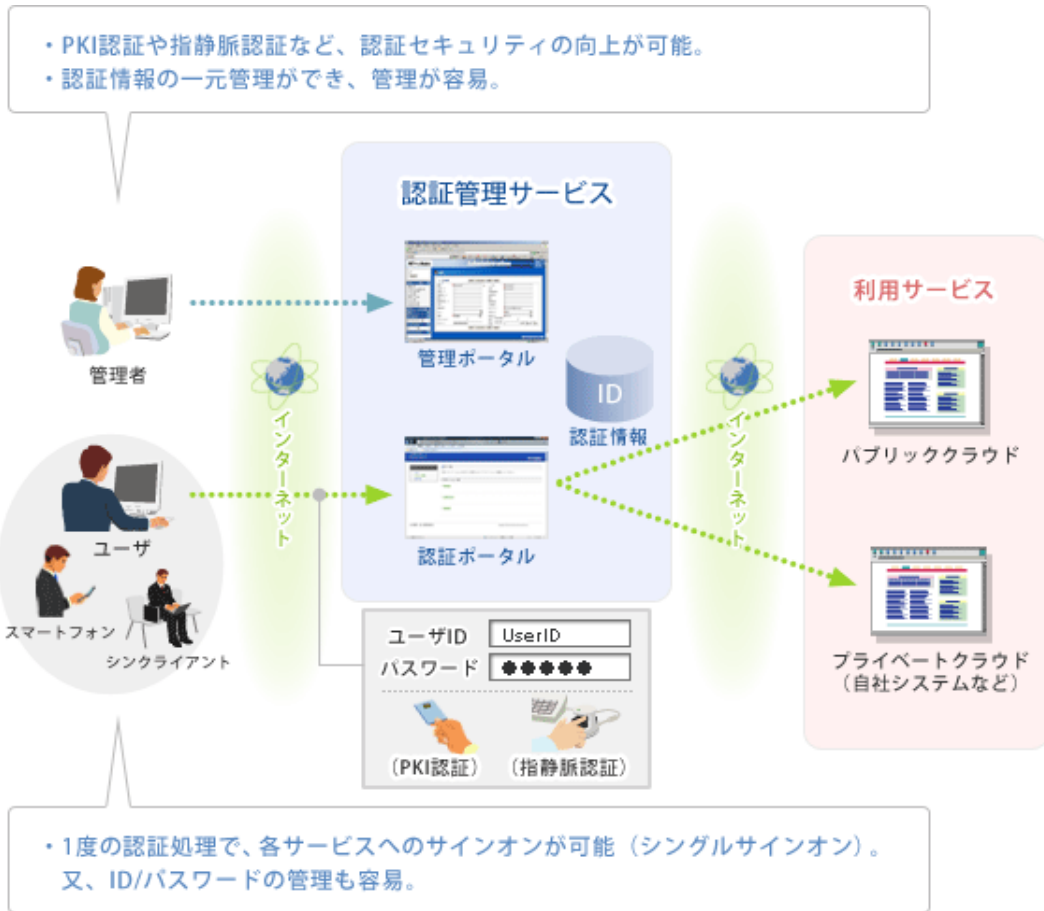 ・PKI認証や指静脈認証など、認証セキュリティの向上が可能。
・認証情報の一元管理ができ、管理が容易。
認証管理サービス
管理者
管理ポータル
ID
認証情報
インターネット
インターネット
利用サービス
パブリッククラウド
ユーザ
スマートフォン
シンクライアント
認証ポータル
プライベートクラウド
（自社システムなど）
ユーザID UserID
パスワード ●●●●●
（PKI認証） （指静脈認証）
・1度の認証処理で、各サービスへのサインオンが可能（シングルサインオン）。
又、ID/パスワードの管理も容易。